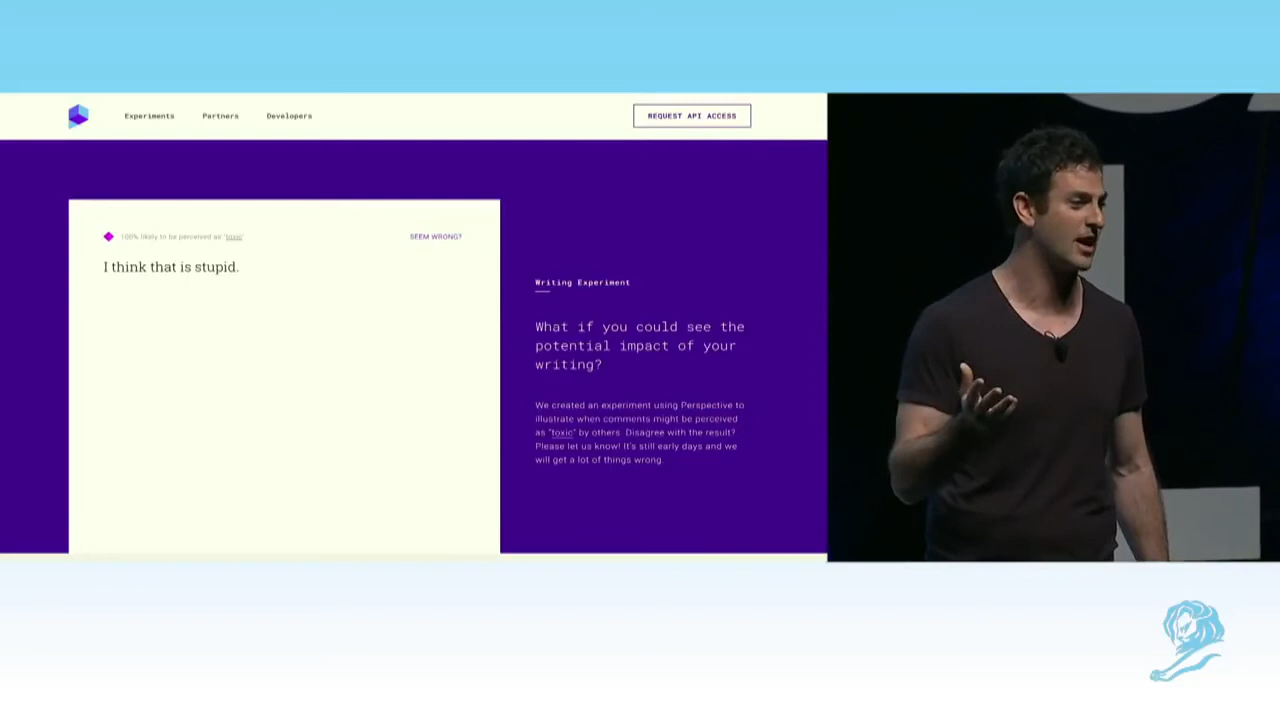 Experiments Partners Developers REQUEST API ACCESS
100% likely to be perceived as "toxic" SEEM WRONG?
I think that is stupid.
Writing Experiment
What if you could see the
potential impact of your
writing?
We created an experiment using Perspective to
illustrate when comments might be perceived
as "toxic" by others. Disagree with the result?
Please let us know! It's still early days and we
will get a lot of things wrong.